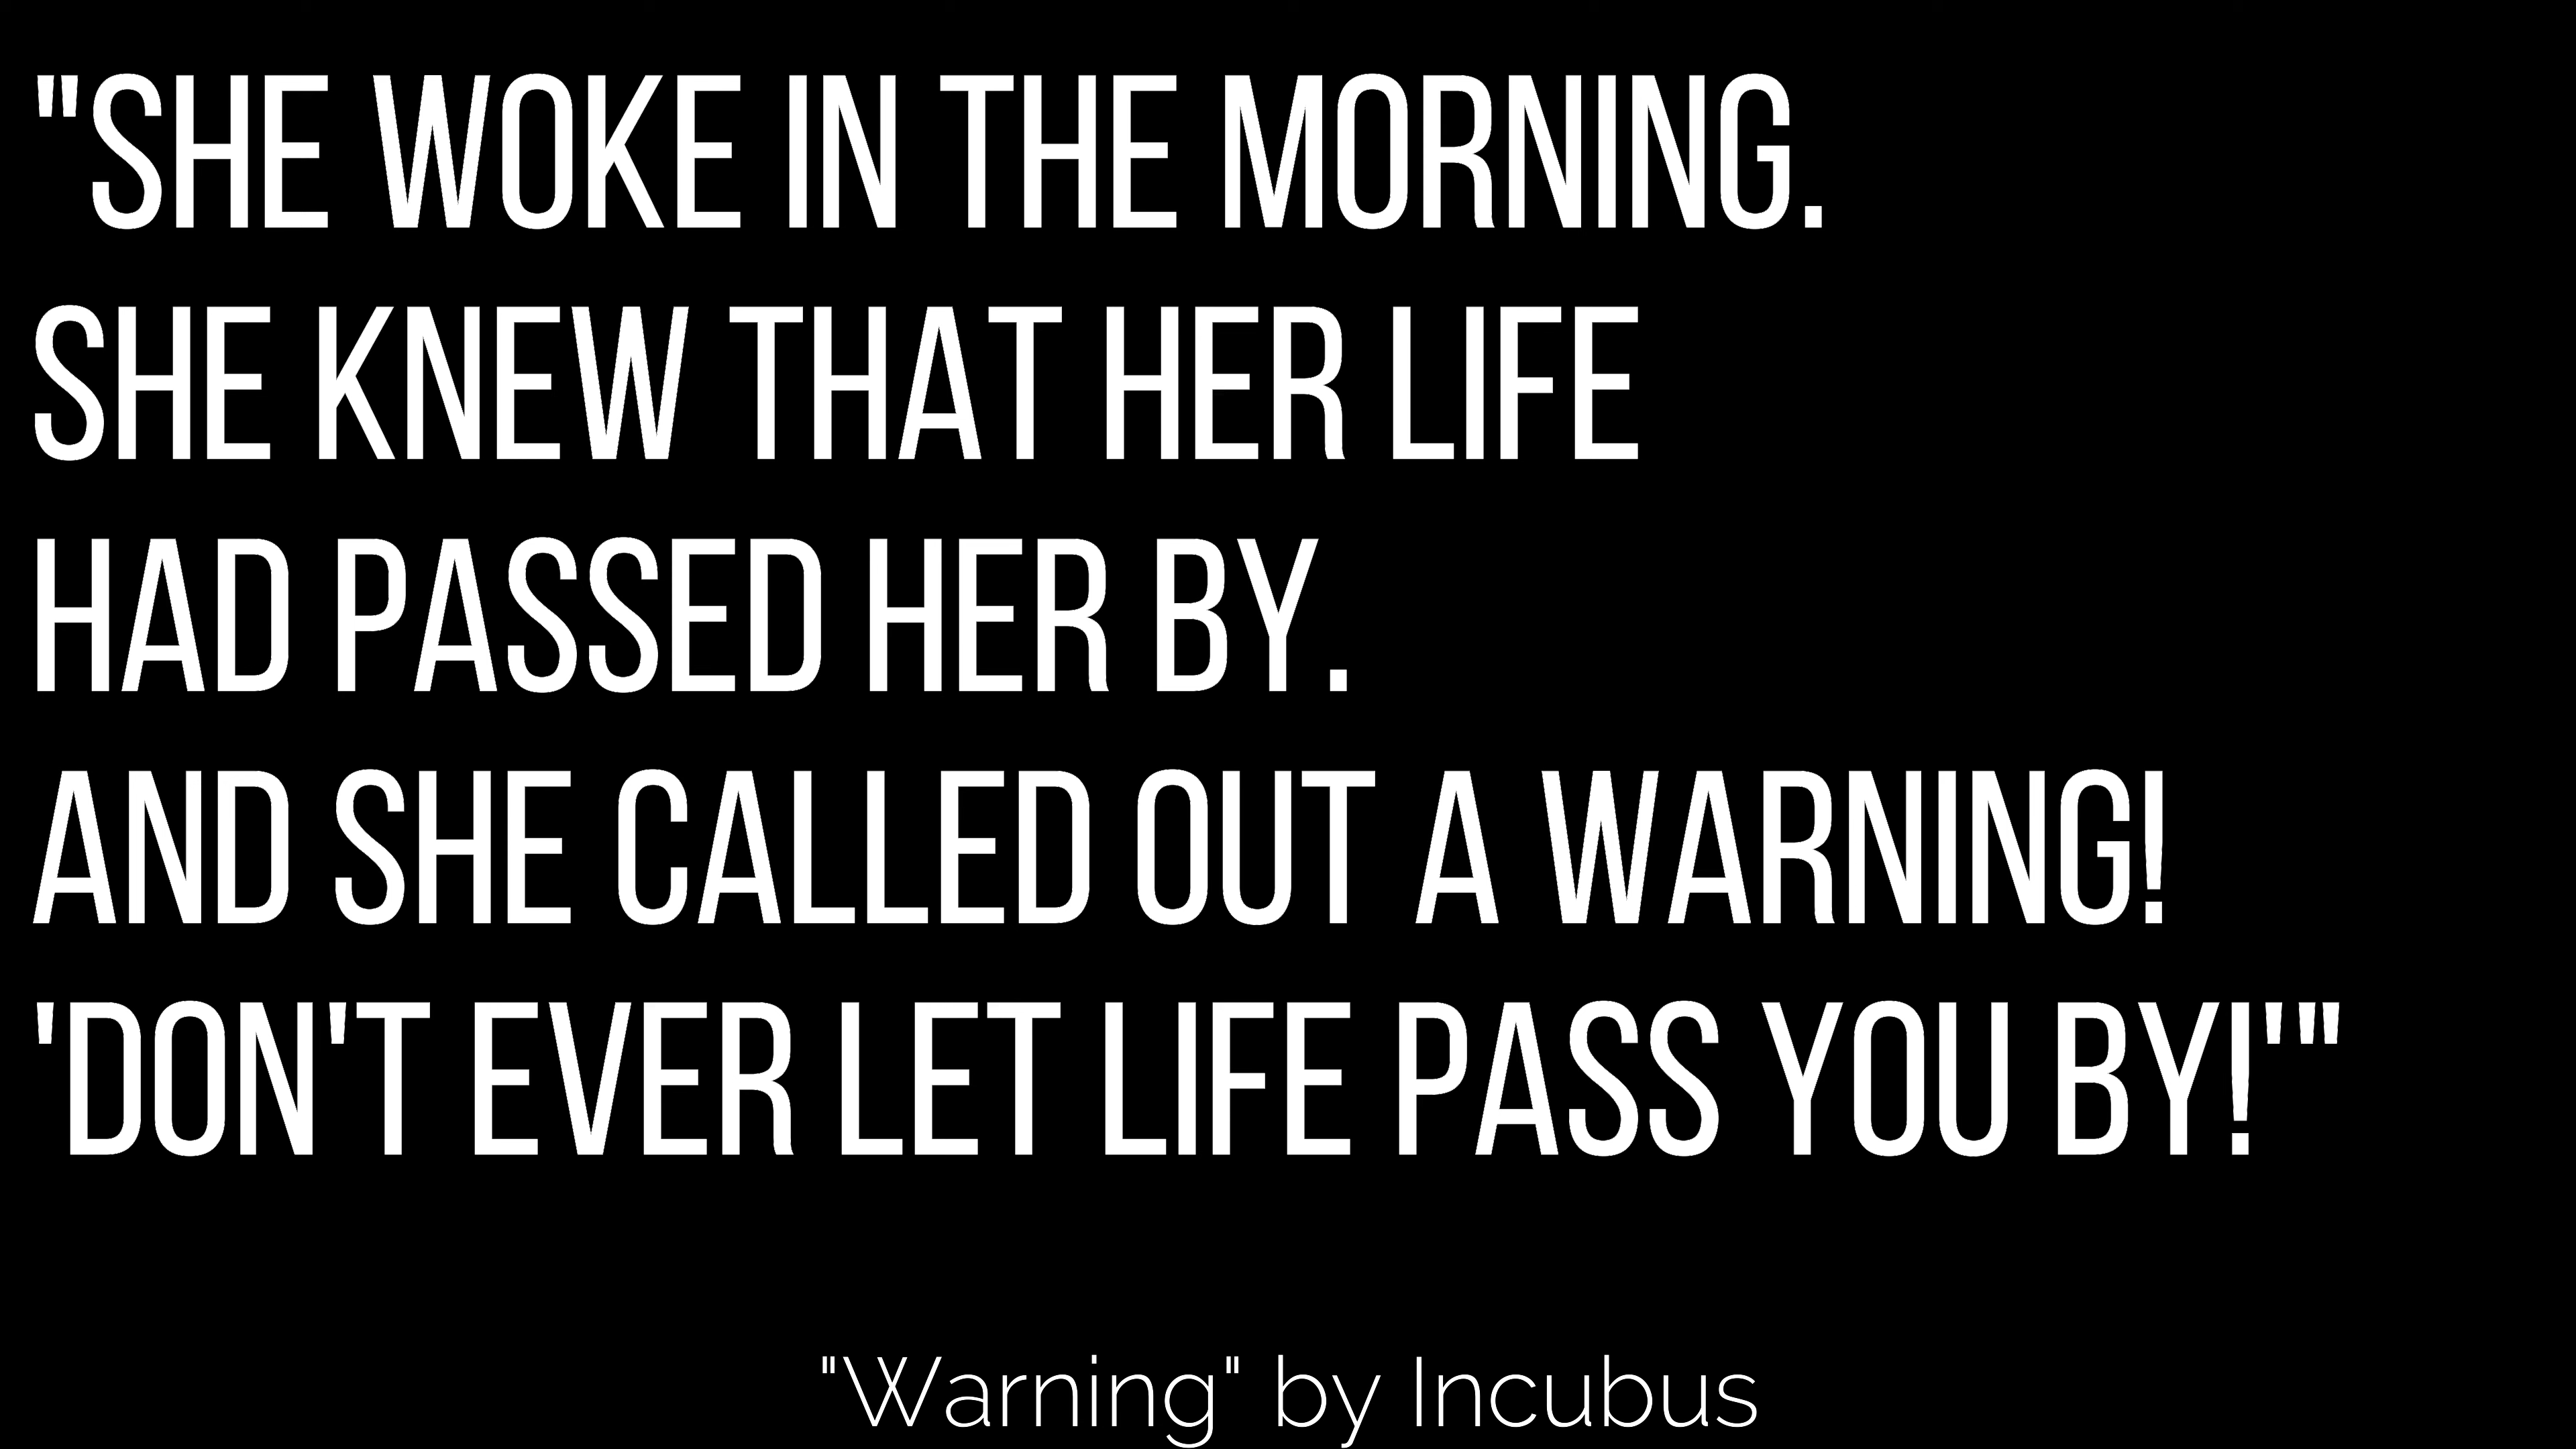 "SHE WOKE IN THE MORNING.
SHE KNEW THAT HER LIFE
HAD PASSED HER BY.
AND SHE CALLED OUT A WARNING!
'DON'T EVER LET LIFE PASS YOU BY!'"
"Warning" by Incubus